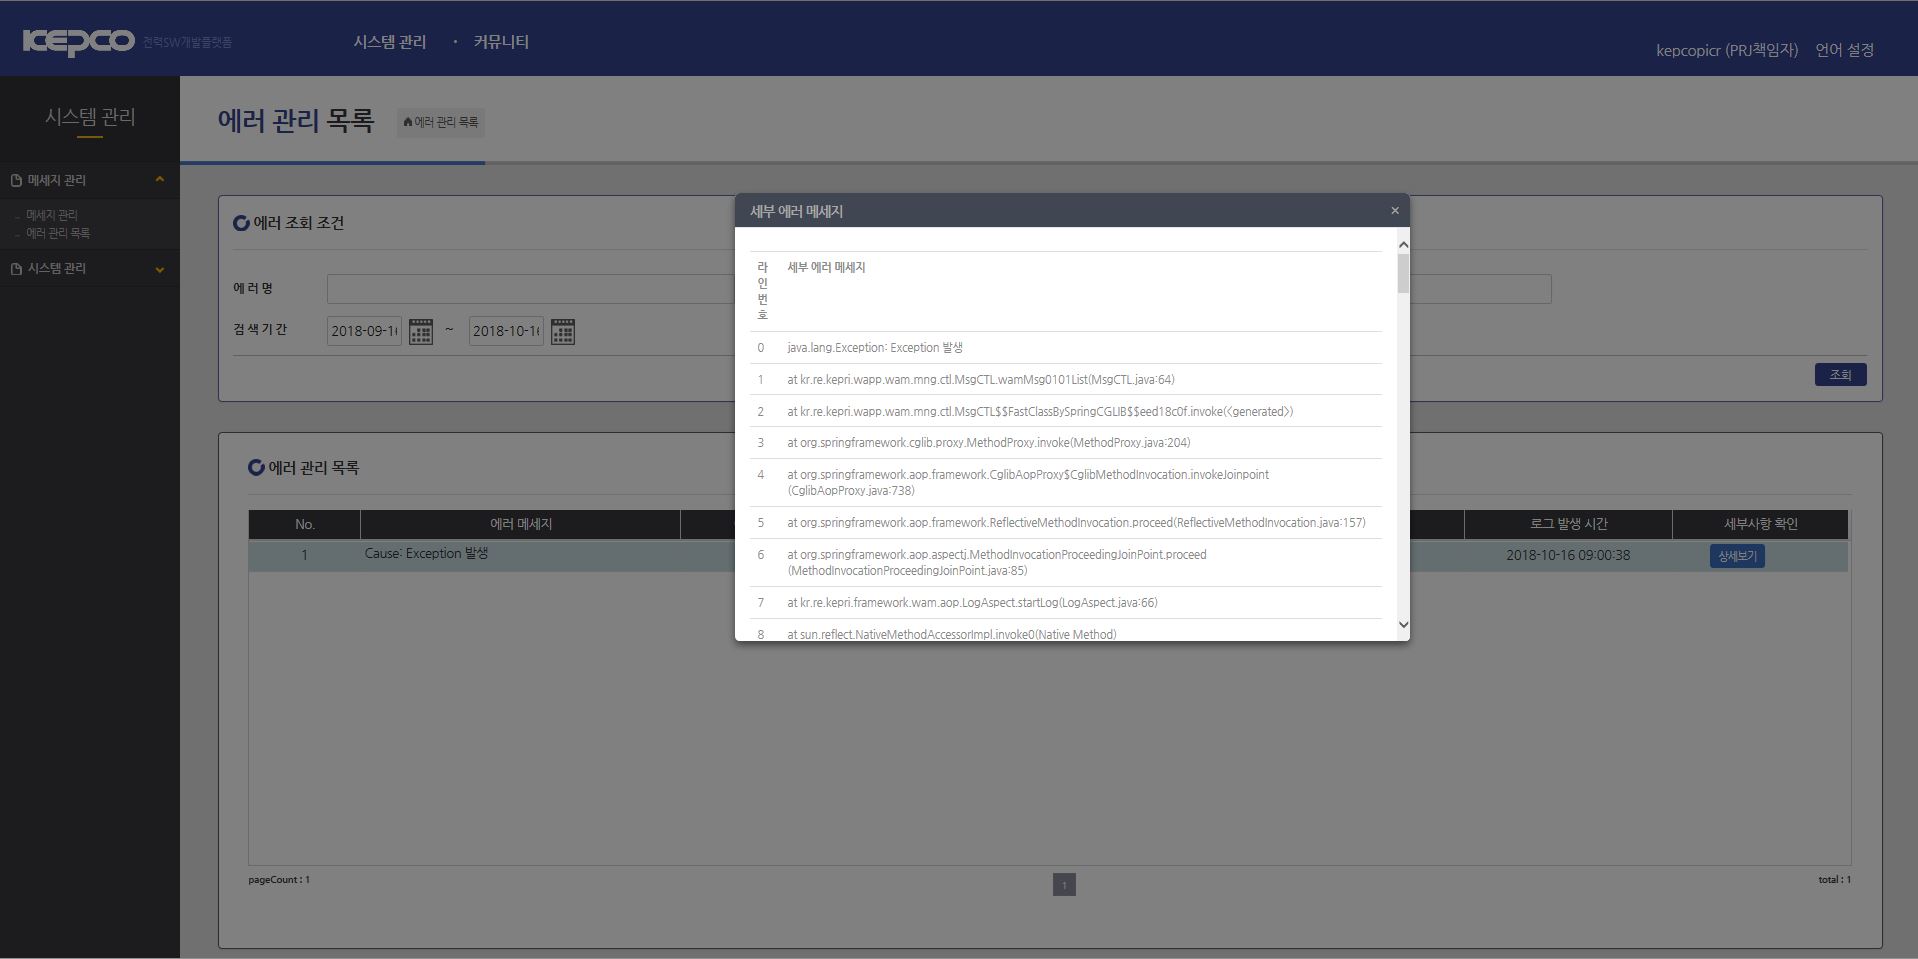 KEPCO 전력SW개발플랫폼
시스템 관리 · 커뮤니티
kepcopicr (PRJ책임자) 언어 설정
시스템 관리
메세지 관리
메세지 관리
에러 관리 목록
시스템 관리
에러 관리 목록
에러 관리 목록
에러 조회 조건
에 러 명
검 색 기 간
2018-09-1
~
2018-10-1
조회
에러 관리 목록
No.
에러 메세지
로그 발생 시간
세부사항 확인
1
Cause: Exception 발생
2018-10-16 09:00:38
상세보기
pageCount : 1
1
total : 1
세부 에러 메세지
×
라
인
번
호
세부 에러 메세지
0 java.lang.Exception: Exception 발생
1 at kr.re.kepri.wapp.wam.mng.ctl.MsgCTL.wamMsg0101List(MsgCTL.java:64)
2 at kr.re.kepri.wapp.wam.mng.ctl.MsgCTL$$FastClassBySpringCGLIB$$eed18c0f.invoke(<generated>)
3 at org.springframework.cglib.proxy.MethodProxy.invoke(MethodProxy.java:204)
4 at org.springframework.aop.framework.CglibAopProxy$CglibMethodInvocation.invokeJoinpoint
(CglibAopProxy.java:738)
5 at org.springframework.aop.framework.ReflectiveMethodInvocation.proceed(ReflectiveMethodInvocation.java:157)
6 at org.springframework.aop.aspectj.MethodInvocationProceedingJoinPoint.proceed
(MethodInvocationProceedingJoinPoint.java:85)
7 at kr.re.kepri.framework.wam.aop.LogAspect.startLog(LogAspect.java:66)
8 at sun.reflect.NativeMethodAccessorImpl.invoke0(Native Method)